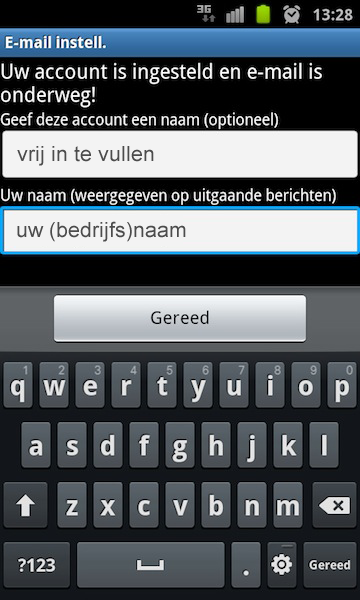 3G 13:28
E-mail instell.
Uw account is ingesteld en e-mail is
onderweg!
Geef deze account een naam (optioneel)
vrij in te vullen
Uw naam (weergegeven op uitgaande berichten)
uw (bedrijfs)naam
Gereed
1 2 3 4 5 6 7 8 9 0
q w e r t y u i o p
a s d f g h j k l
z x c v b n m
?123 . Gereed